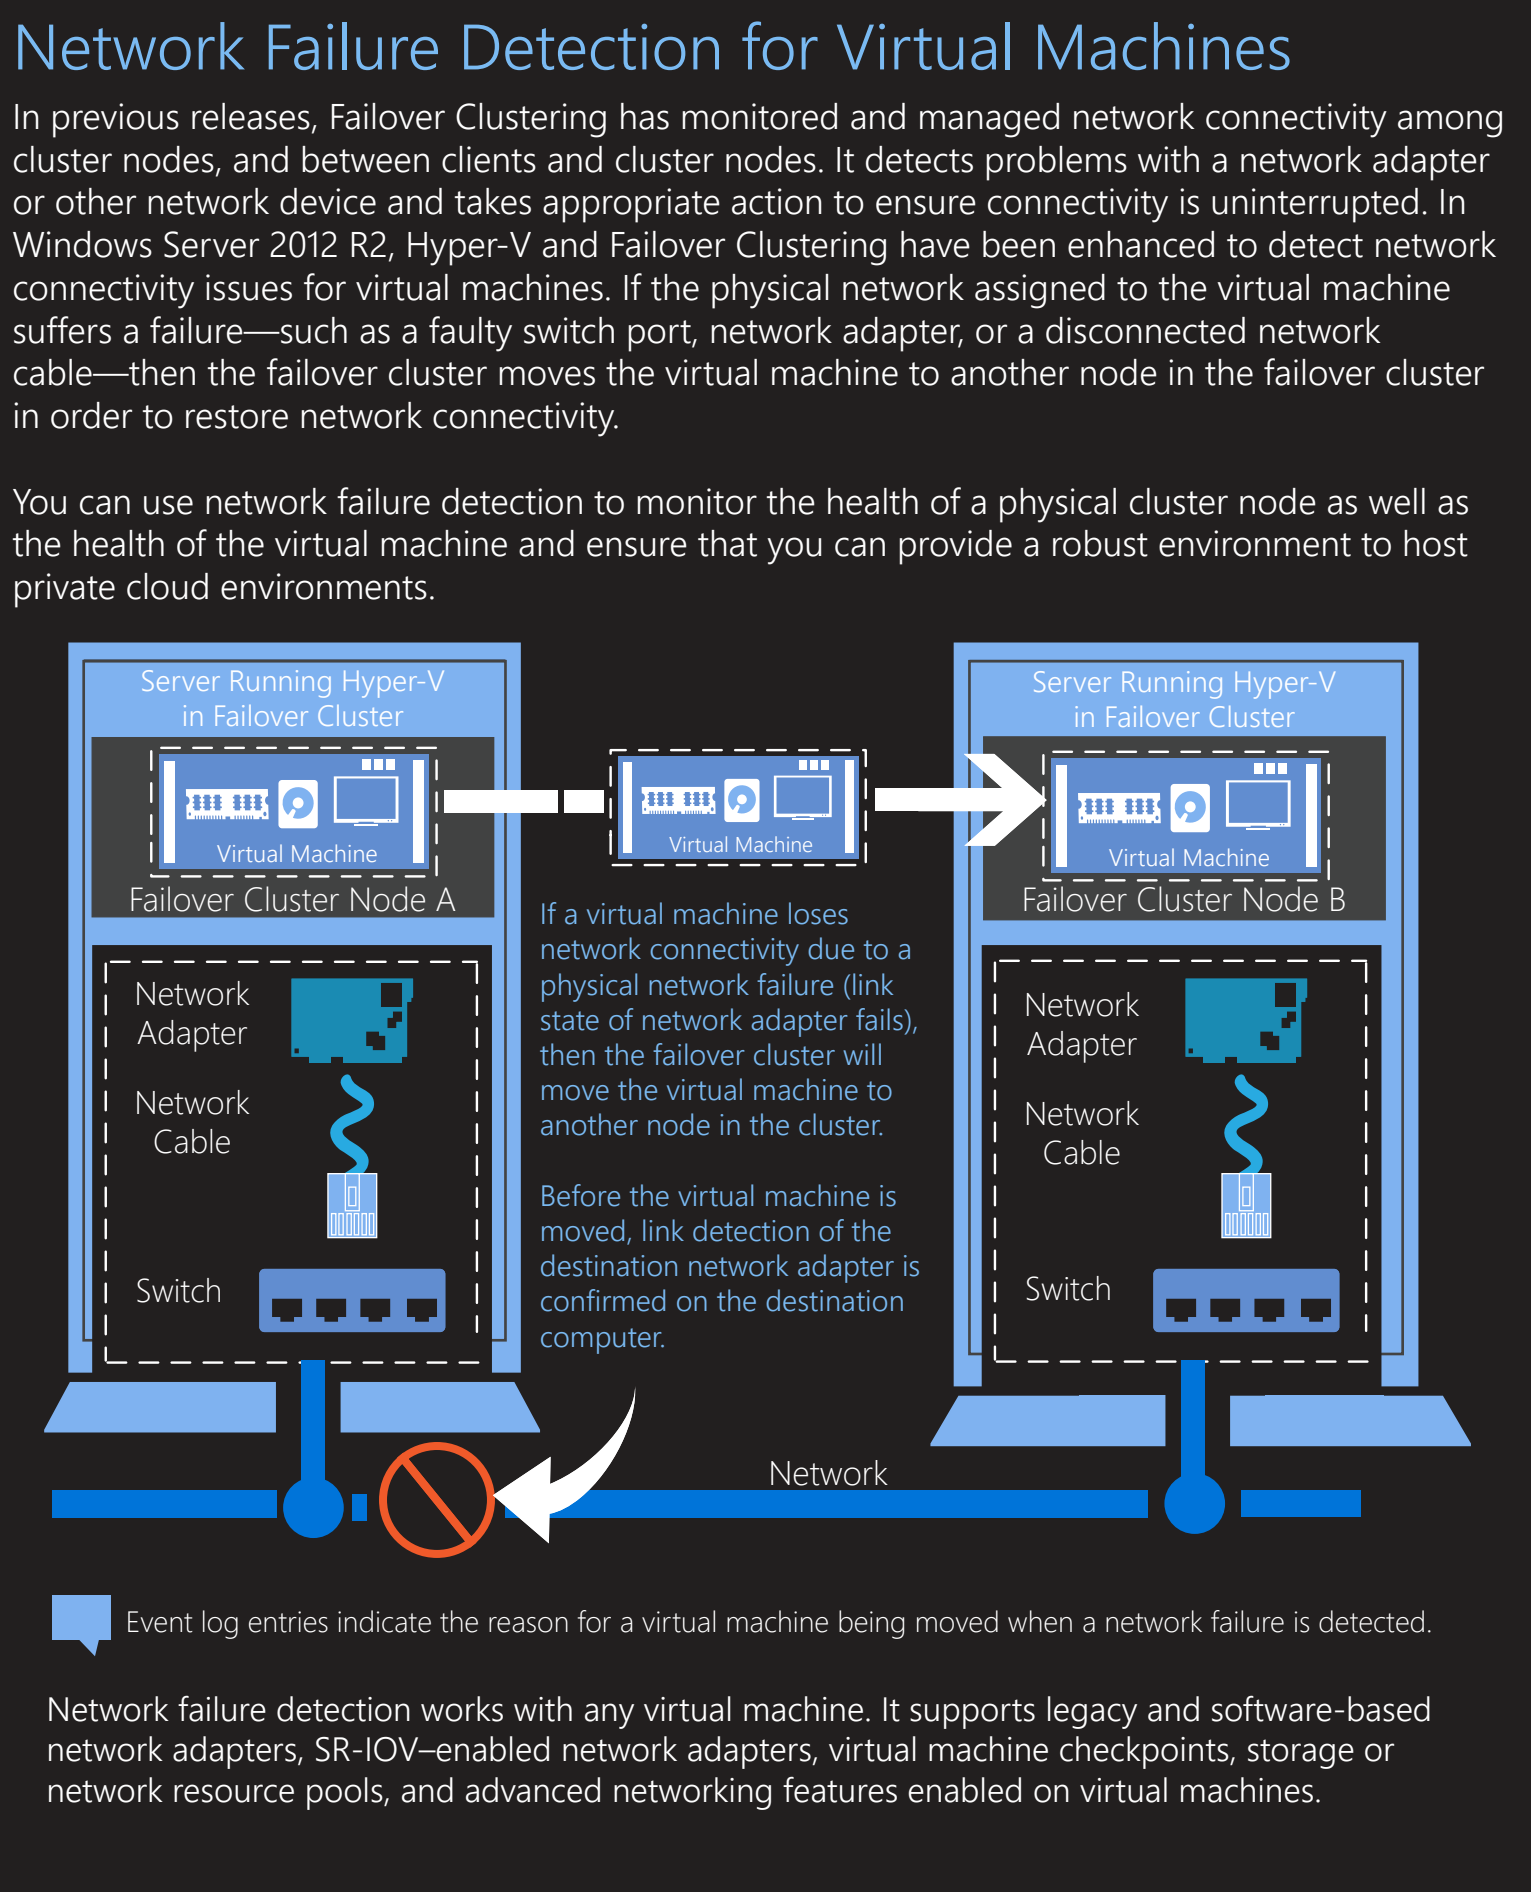 Network Failure Detection for Virtual Machines
In previous releases, Failover Clustering has monitored and managed network connectivity among
cluster nodes, and between clients and cluster nodes. It detects problems with a network adapter
or other network device and takes appropriate action to ensure connectivity is uninterrupted. In
Windows Server 2012 R2, Hyper-V and Failover Clustering have been enhanced to detect network
connectivity issues for virtual machines. If the physical network assigned to the virtual machine
suffers a failure—such as a faulty switch port, network adapter, or a disconnected network
cable—then the failover cluster moves the virtual machine to another node in the failover cluster
in order to restore network connectivity.
You can use network failure detection to monitor the health of a physical cluster node as well as
the health of the virtual machine and ensure that you can provide a robust environment to host
private cloud environments.
Server Running Hyper-V
in Failover Cluster
Virtual Machine
Failover Cluster Node A
Network
Adapter
Network
Cable
Switch
Virtual Machine
If a virtual machine loses
network connectivity due to a
physical network failure (link
state of network adapter fails),
then the failover cluster will
move the virtual machine to
another node in the cluster.
Before the virtual machine is
moved, link detection of the
destination network adapter is
confirmed on the destination
computer.
Server Running Hyper-V
in Failover Cluster
Virtual Machine
Failover Cluster Node B
Network
Adapter
Network
Cable
Switch
Network
Event log entries indicate the reason for a virtual machine being moved when a network failure is detected.
Network failure detection works with any virtual machine. It supports legacy and software-based
network adapters, SR-IOV–enabled network adapters, virtual machine checkpoints, storage or
network resource pools, and advanced networking features enabled on virtual machines.